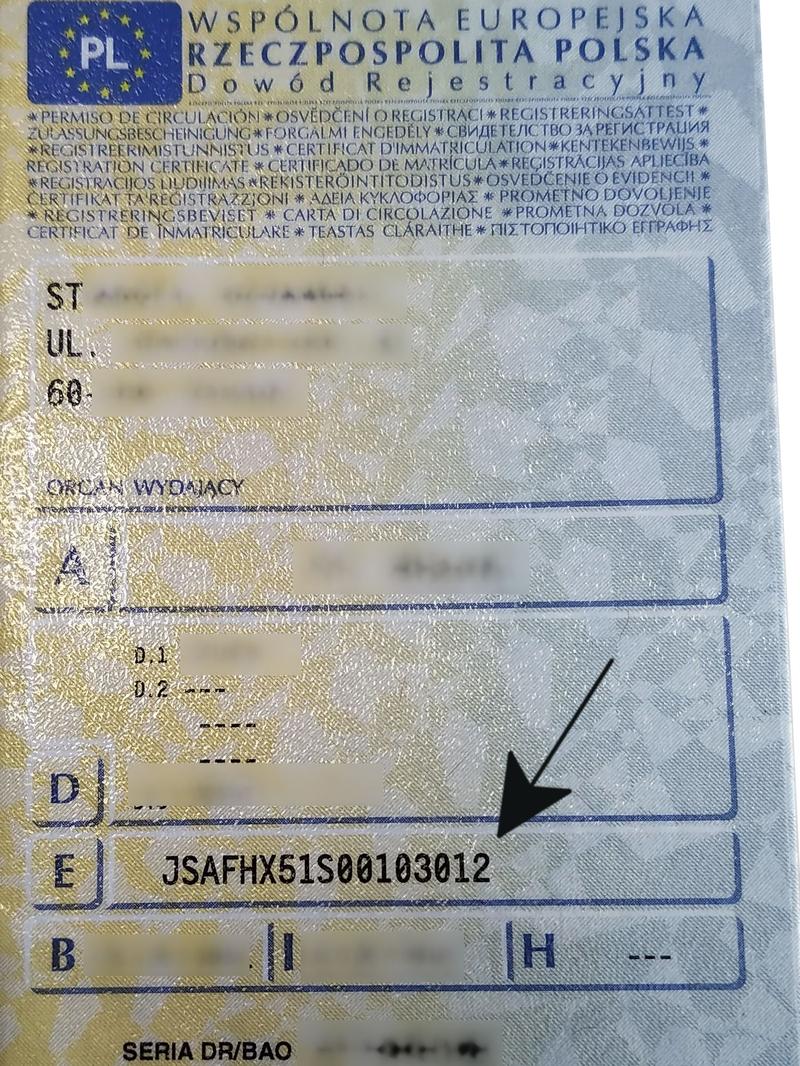 PL
WSPÓLNOTA EUROPEJSKA
RZECZPOSPOLITA POLSKA
Dowód Rejestracyjny
*PERMISO DE CIRCULACIÓN*OSVĚDČENÍ O REGISTRACI*REGISTRERINGSATTEST*
ZULASSUNGSBESCHEINIGUNG*FORGALMI ENGEDÉLY*СВИДЕТЕЛСТВО ЗА РЕГИСТРАЦИЯ
*REGISTREERIMISTUNNISTUS*CERTIFICAT D'IMMATRICULATION*KENTEKENBEWIJS*
REGISTRATION CERTIFICATE*CERTIFICADO DE MATRÍCULA*REĢISTRĀCIJAS APLIECĪBA
*REGISTRACIJOS LIUDIJIMAS*REKISTERÖINTITODISTUS*OSVEDČENIE O EVIDENCII*
ĊERTIFIKAT TA'REĠISTRAZZJONI*ΑΔΕΙΑ ΚΥΚΛΟΦΟΡΙΑΣ*PROMETNO DOVOLJENJE
*REGISTRERINGSBEVISET*CARTA DI CIRCOLAZIONE*PROMETNA DOZVOLA*
CERTIFICAT DE ÎNMATRICULARE*TEASTAS CLÁRAITHE*ΠΙΣΤΟΠΟΙΗΤΙΚΟ ΕΓΓΡΑΦΗΣ
ST
UL.
60-
ORGAN WYDAJĄCY
A
D.1
D.2 ---
----
----
D
E JSAFHX51S00103012
B I H ---
SERIA DR/BAO